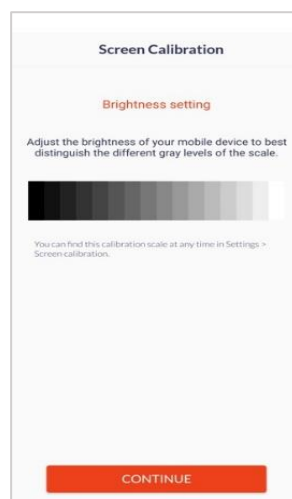 Screen Calibration
Brightness setting
Adjust the brightness of your mobile device to best
distinguish the different gray levels of the scale.
You can find this calibration scale at any time in Settings >
Screen calibration.
CONTINUE